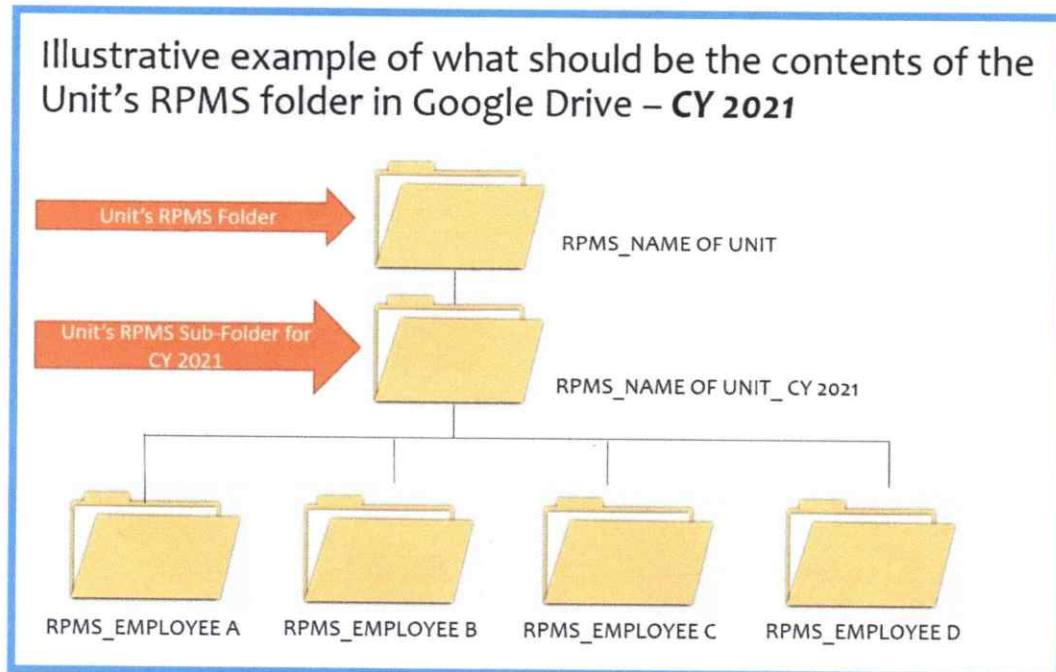 Illustrative example of what should be the contents of the
Unit's RPMS folder in Google Drive – CY 2021
Unit's RPMS Folder
RPMS_NAME OF UNIT
Unit's RPMS Sub-Folder for
CY 2021
RPMS_NAME OF UNIT_ CY 2021
RPMS_EMPLOYEE A
RPMS_EMPLOYEE B
RPMS_EMPLOYEE C
RPMS_EMPLOYEE D